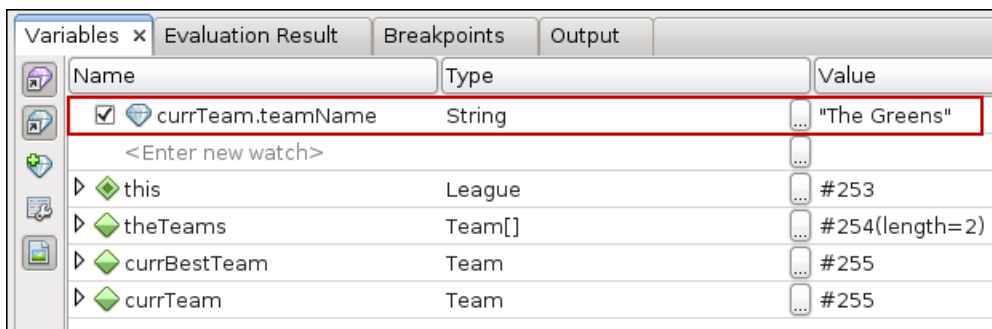 Variables x Evaluation Result Breakpoints Output
Name Type Value
currTeam.teamName String ... "The Greens"
<Enter new watch> ...
this League ... #253
theTeams Team[] ... #254(length=2)
currBestTeam Team ... #255
currTeam Team ... #255